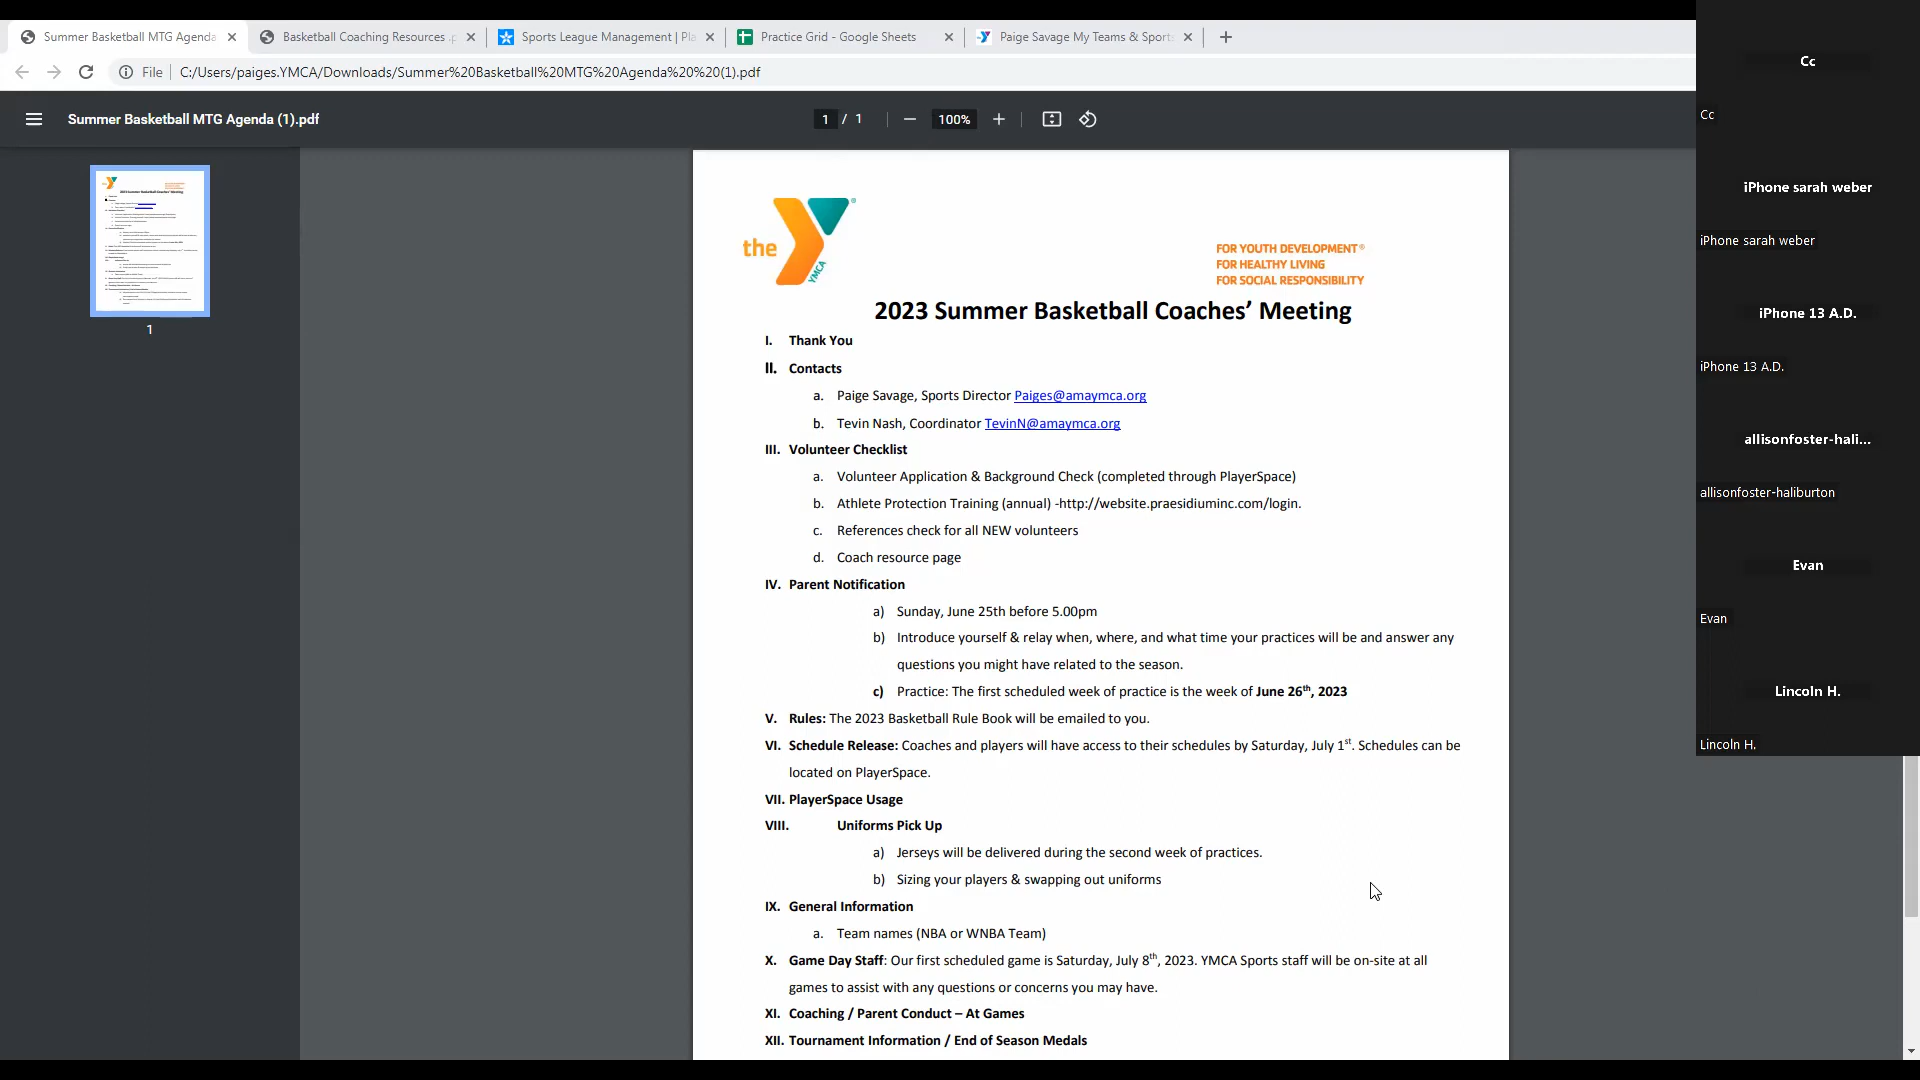 Summer Basketball MTG Agenda
Basketball Coaching Resources .p
Sports League Management | Pla
Practice Grid - Google Sheets
Paige Savage My Teams & Sports
File
C:/Users/paiges.YMCA/Downloads/Summer%20Basketball%20MTG%20Agenda%20%20(1).pdf
Summer Basketball MTG Agenda (1).pdf
1 / 1
100%
1
the
YMCA
FOR YOUTH DEVELOPMENT®
FOR HEALTHY LIVING
FOR SOCIAL RESPONSIBILITY
2023 Summer Basketball Coaches’ Meeting
I. Thank You
II. Contacts
a. Paige Savage, Sports Director Paiges@amaymca.org
b. Tevin Nash, Coordinator TevinN@amaymca.org
III. Volunteer Checklist
a. Volunteer Application & Background Check (completed through PlayerSpace)
b. Athlete Protection Training (annual) -http://website.praesidiuminc.com/login.
c. References check for all NEW volunteers
d. Coach resource page
IV. Parent Notification
a) Sunday, June 25th before 5.00pm
b) Introduce yourself & relay when, where, and what time your practices will be and answer any
questions you might have related to the season.
c) Practice: The first scheduled week of practice is the week of June 26th, 2023
V. Rules: The 2023 Basketball Rule Book will be emailed to you.
VI. Schedule Release: Coaches and players will have access to their schedules by Saturday, July 1st. Schedules can be
located on PlayerSpace.
VII. PlayerSpace Usage
VIII. Uniforms Pick Up
a) Jerseys will be delivered during the second week of practices.
b) Sizing your players & swapping out uniforms
IX. General Information
a. Team names (NBA or WNBA Team)
X. Game Day Staff: Our first scheduled game is Saturday, July 8th, 2023. YMCA Sports staff will be on-site at all
games to assist with any questions or concerns you may have.
XI. Coaching / Parent Conduct – At Games
XII. Tournament Information / End of Season Medals
Cc
Cc
iPhone sarah weber
iPhone sarah weber
iPhone 13 A.D.
iPhone 13 A.D.
allisonfoster-hali...
allisonfoster-haliburton
Evan
Evan
Lincoln H.
Lincoln H.